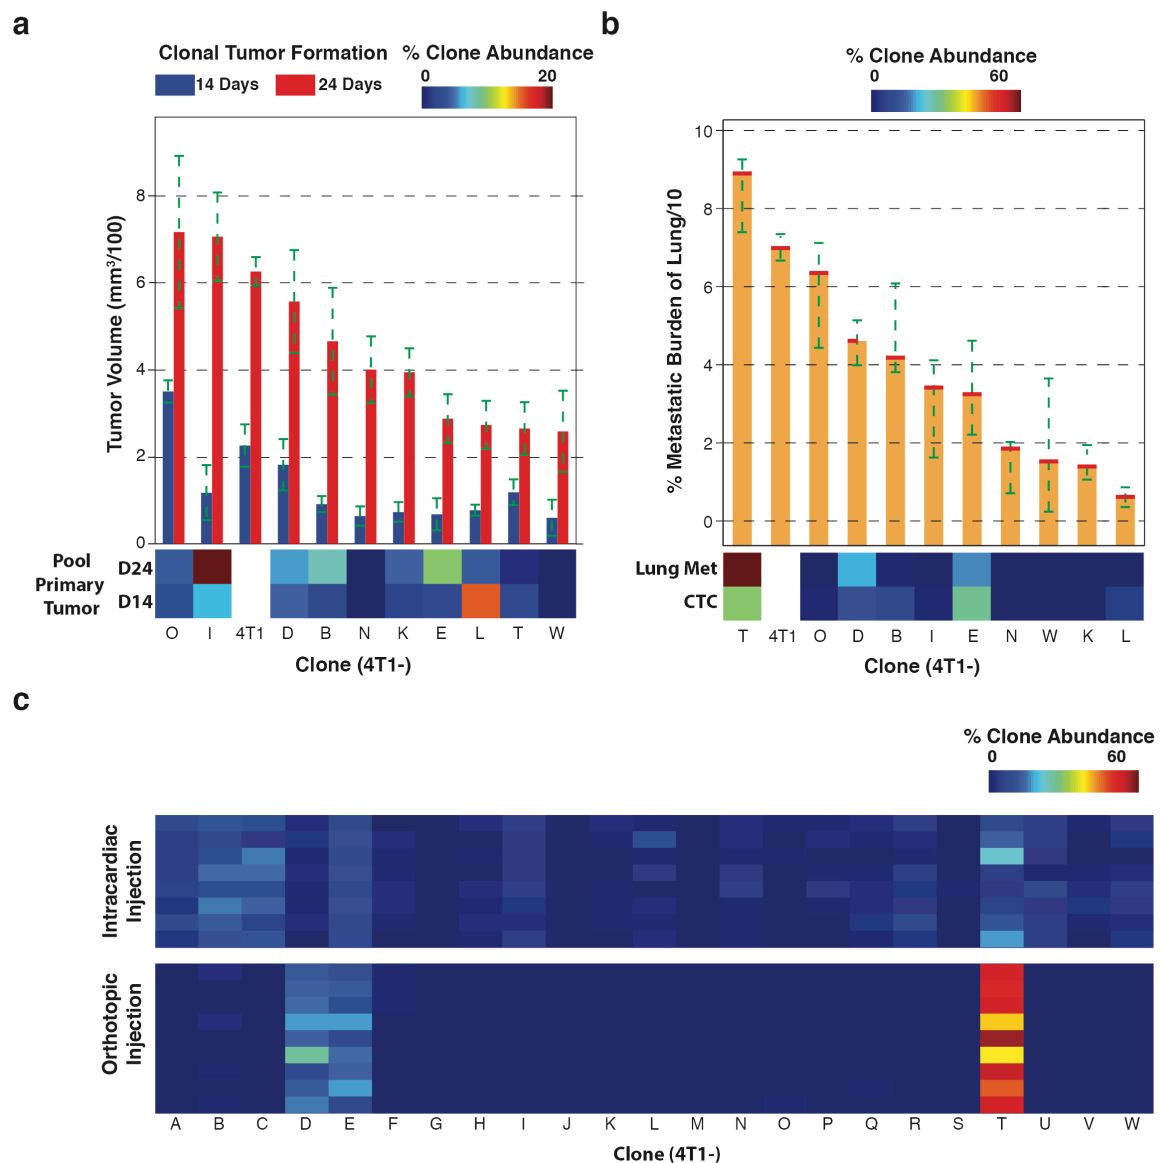 a
Clonal Tumor Formation
14 Days 24 Days
% Clone Abundance
0 20
Tumor Volume (mm³/100)
8
6
4
2
0
Pool Primary Tumor
D24
D14
O I 4T1 D B N K E L T W
Clone (4T1-)
b
% Clone Abundance
0 60
% Metastatic Burden of Lung/10
10
8
6
4
2
0
Lung Met
CTC
T 4T1 O D B I E N W K L
Clone (4T1-)
c
% Clone Abundance
0 60
Intracardiac
Injection
Orthotopic
Injection
A B C D E F G H I J K L M N O P Q R S T U V W
Clone (4T1-)